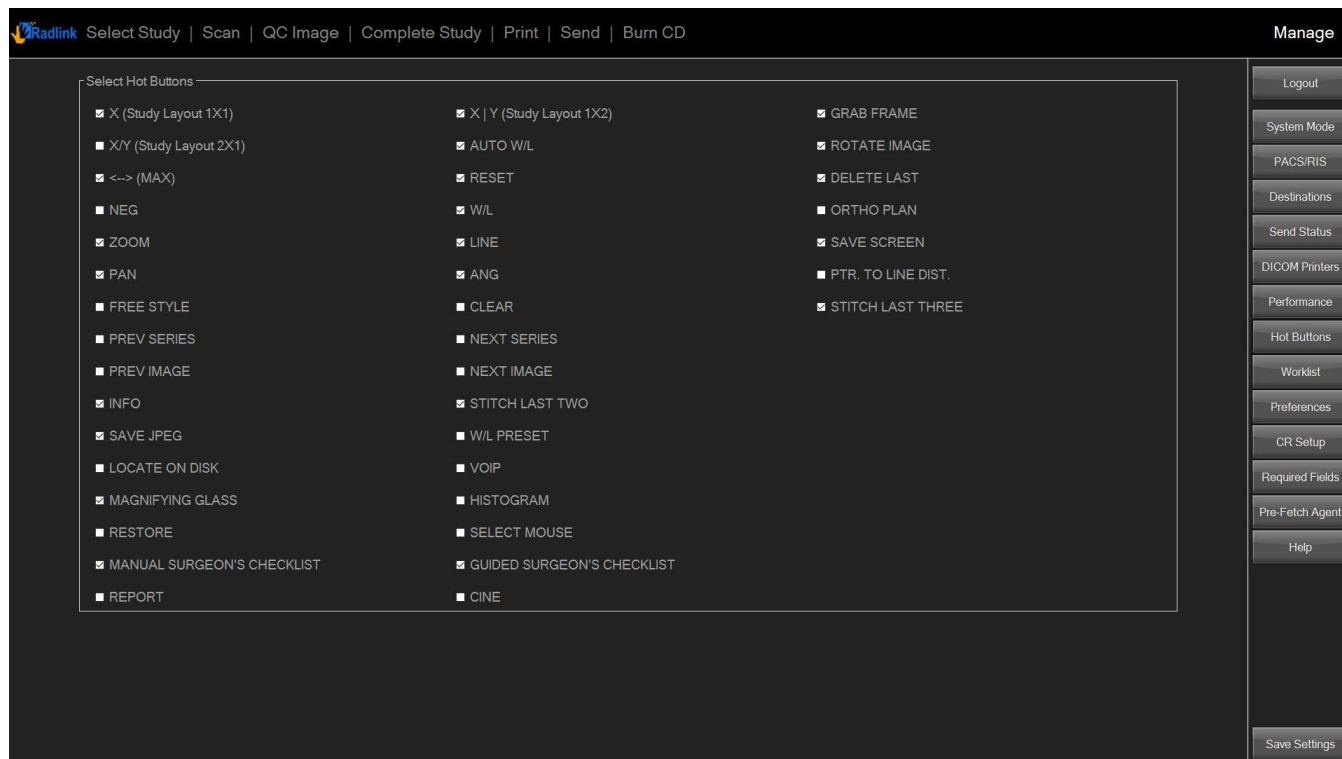 Radlink Select Study | Scan | QC Image | Complete Study | Print | Send | Burn CD Manage
Select Hot Buttons
X (Study Layout 1X1) X | Y (Study Layout 1X2) GRAB FRAME
X/Y (Study Layout 2X1) AUTO W/L ROTATE IMAGE
<--> (MAX) RESET DELETE LAST
NEG W/L ORTHO PLAN
ZOOM LINE SAVE SCREEN
PAN ANG PTR. TO LINE DIST.
FREE STYLE CLEAR STITCH LAST THREE
PREV SERIES NEXT SERIES
PREV IMAGE NEXT IMAGE
INFO STITCH LAST TWO
SAVE JPEG W/L PRESET
LOCATE ON DISK VOIP
MAGNIFYING GLASS HISTOGRAM
RESTORE SELECT MOUSE
MANUAL SURGEON'S CHECKLIST GUIDED SURGEON'S CHECKLIST
REPORT CINE
Logout
System Mode
PACS/RIS
Destinations
Send Status
DICOM Printers
Performance
Hot Buttons
Worklist
Preferences
CR Setup
Required Fields
Pre-Fetch Agent
Help
Save Settings